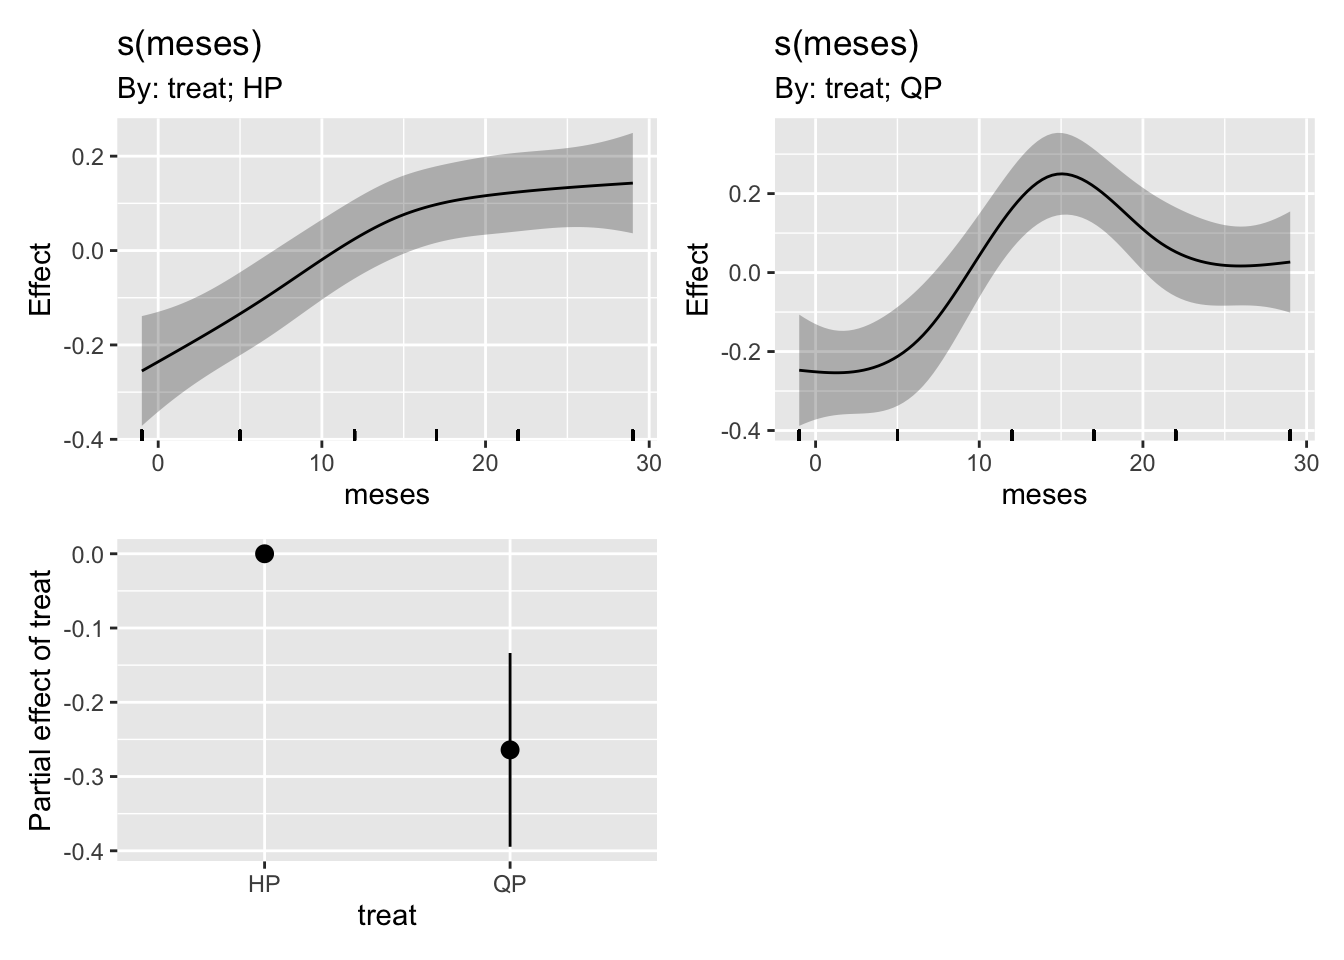 s(meses)
By: treat; HP
Effect
0.2
0.0
-0.2
-0.4
0 10 20 30
meses
s(meses)
By: treat; QP
Effect
0.2
0.0
-0.2
-0.4
0 10 20 30
meses
Partial effect of treat
0.0
-0.1
-0.2
-0.3
-0.4
HP QP
treat